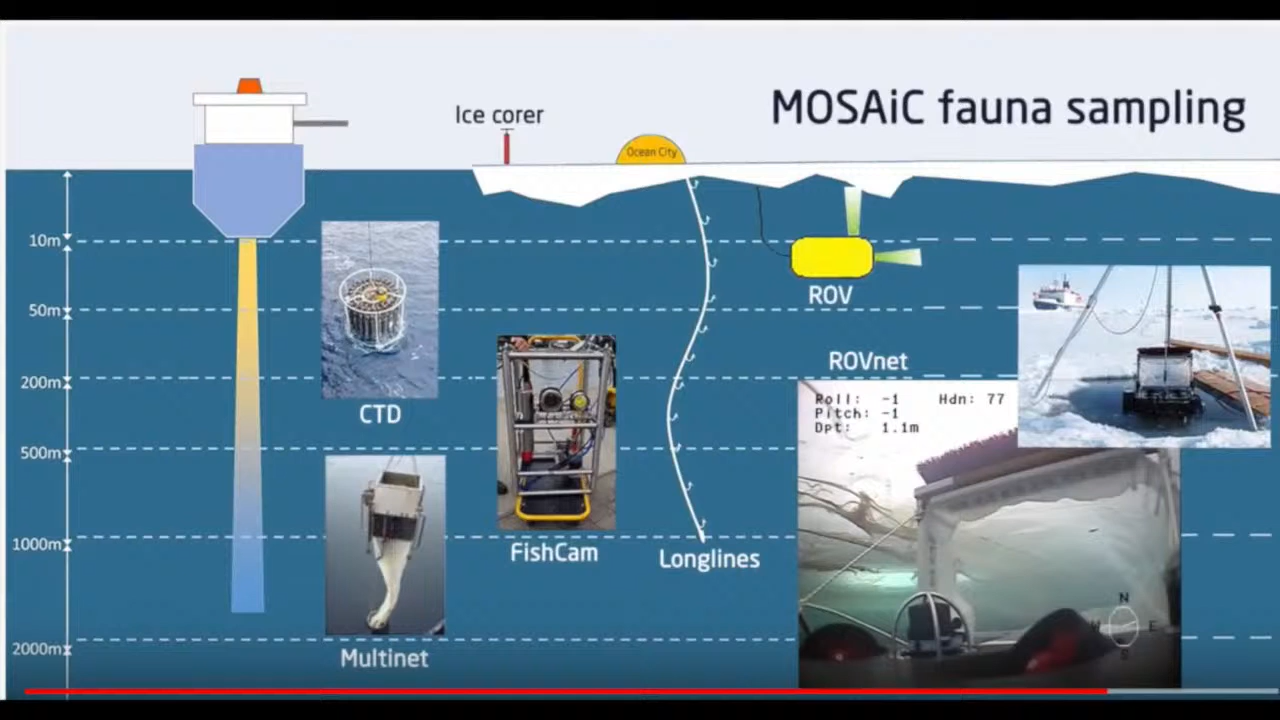 MOSAiC fauna sampling
Ice corer
Ocean City
10m
50m
200m
500m
1000m
2000m
CTD
Multinet
FishCam
Longlines
ROV
ROVnet
Roll: -1 Hdn: 77
Pitch: -1
Dpt: 1.1m
N
W E
S